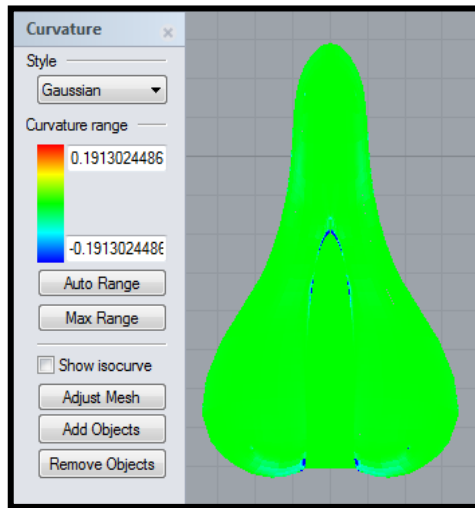 Curvature
Style
Gaussian
Curvature range
0.1913024486
-0.1913024486
Auto Range
Max Range
Show isocurve
Adjust Mesh
Add Objects
Remove Objects